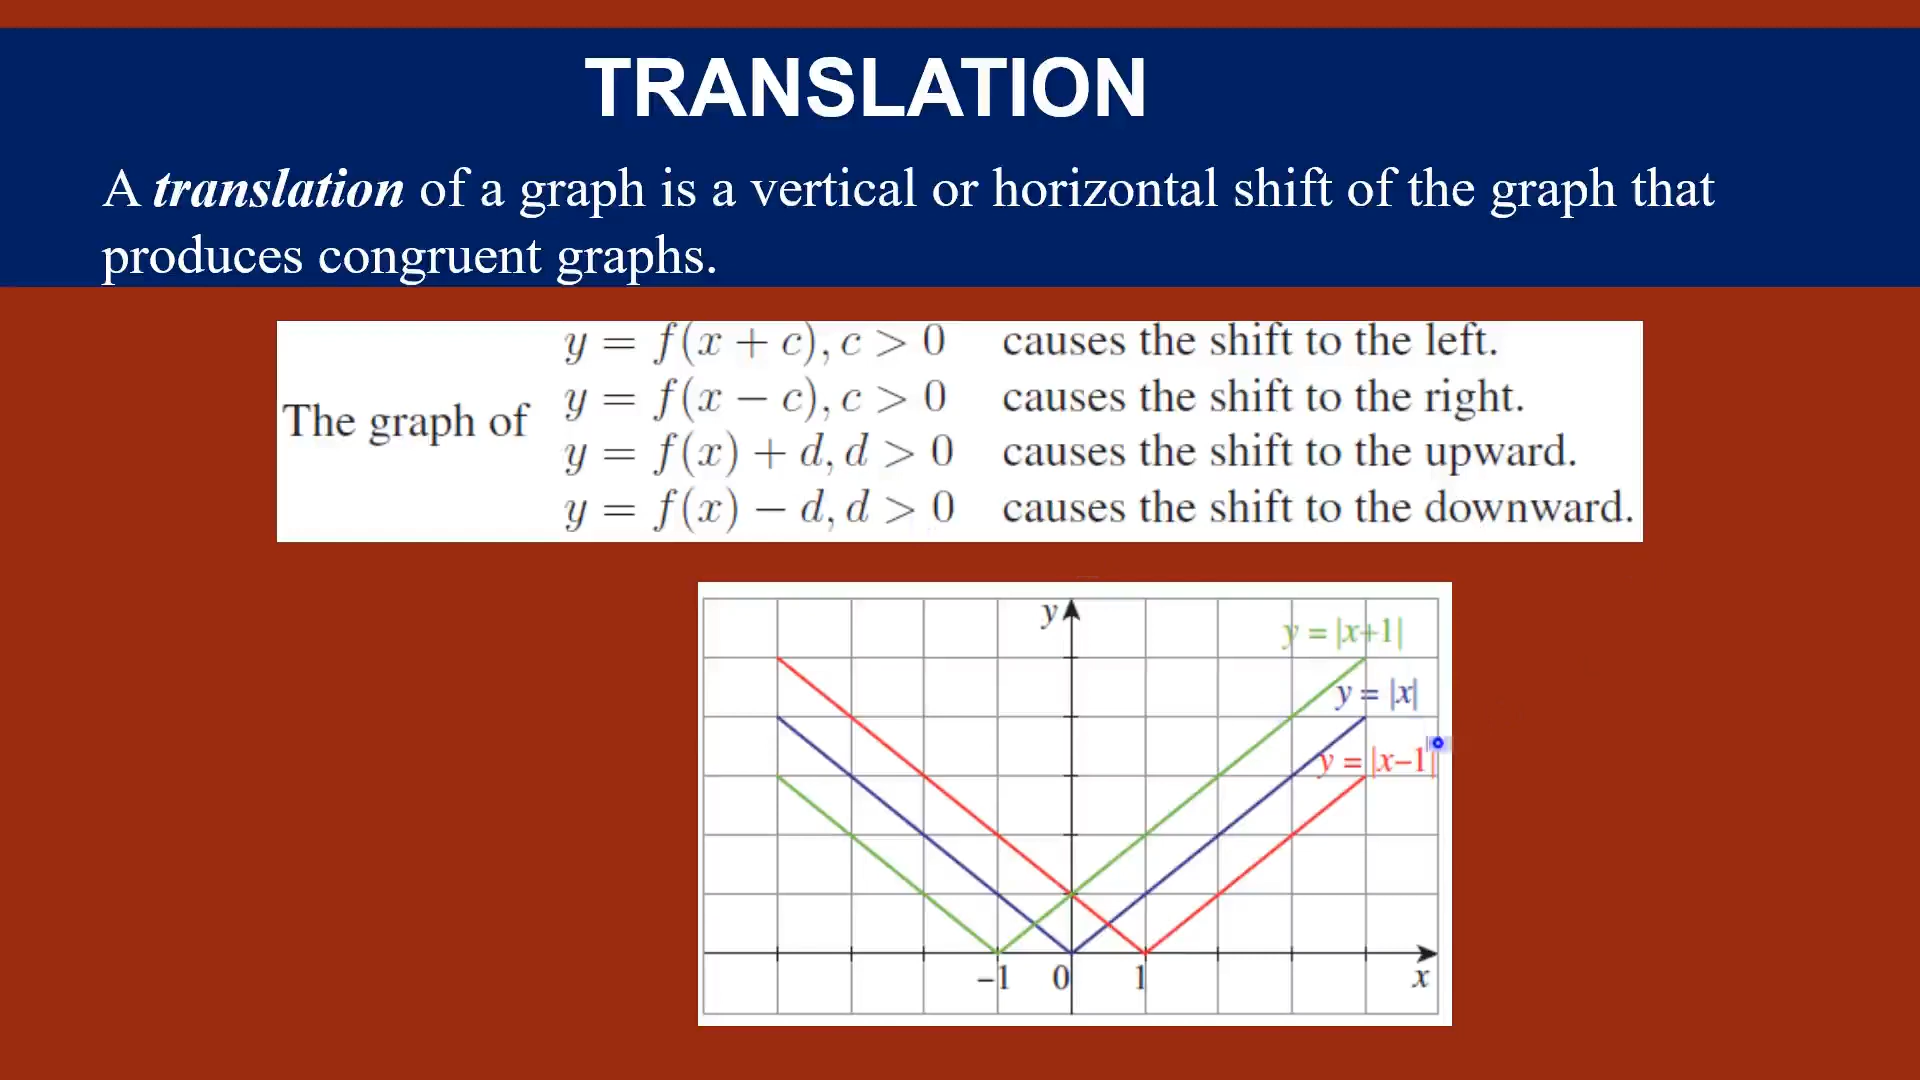 TRANSLATION
A translation of a graph is a vertical or horizontal shift of the graph that
produces congruent graphs.
The graph of
y = f(x + c), c > 0 causes the shift to the left.
y = f(x − c), c > 0 causes the shift to the right.
y = f(x) + d, d > 0 causes the shift to the upward.
y = f(x) − d, d > 0 causes the shift to the downward.
y
y = |x+1|
y = |x|
y = |x−1|
−1 0 1 x